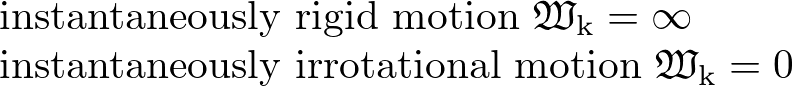 instantaneously rigid motion 𝔚ₖ = ∞
instantaneously irrotational motion 𝔚ₖ = 0